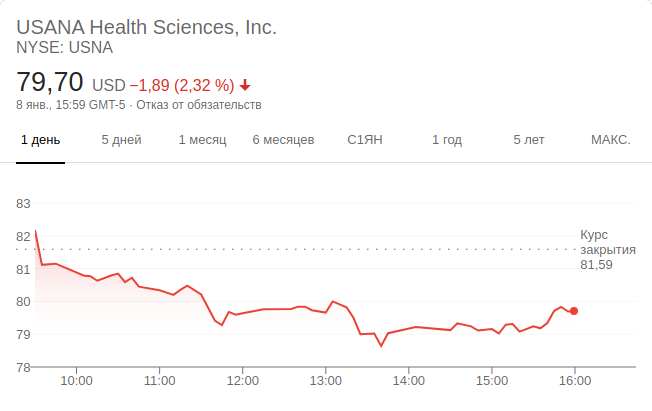 USANA Health Sciences, Inc.
NYSE: USNA
79,70 USD −1,89 (2,32 %)
8 янв., 15:59 GMT-5 · Отказ от обязательств
1 день 5 дней 1 месяц 6 месяцев С1ЯН 1 год 5 лет МАКС.
83
82
81
80
79
78
Курс
закрытия
81,59
10:00 11:00 12:00 13:00 14:00 15:00 16:00